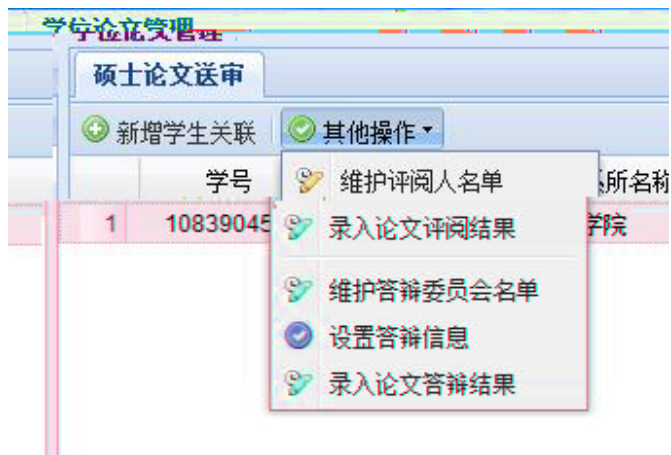 学位论文管理
硕士论文送审
新增学生关联 其他操作
学号 所名称
维护评阅人名单
1 10839045 学院
录入论文评阅结果
维护答辩委员会名单
设置答辩信息
录入论文答辩结果